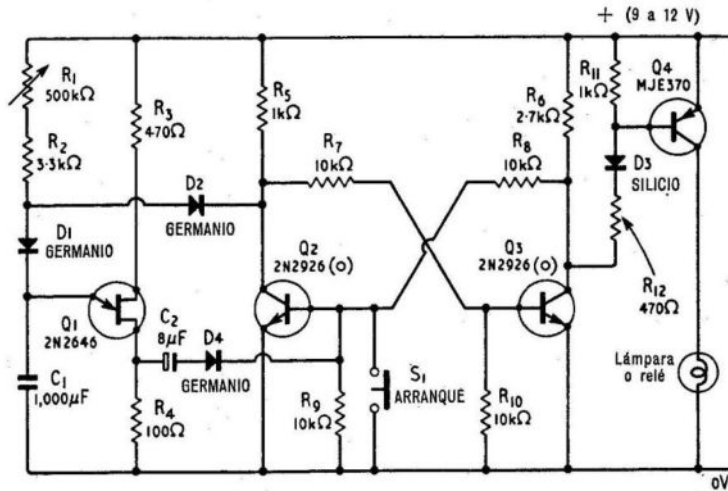 + (9 a 12 V)
R1
500kΩ
R2
3·3kΩ
R3
470Ω
R5
1kΩ
R7
10kΩ
R8
10kΩ
R6
2.7kΩ
R11
1kΩ
Q4
MJE370
D3
SILICIO
D2
GERMANIO
D1
GERMANIO
Q1
2N2646
C2
8μF
D4
GERMANIO
Q2
2N2926 (o)
Q3
2N2926 (o)
R12
470Ω
C1
1,000μF
R4
100Ω
R9
10kΩ
S1
ARRANQUE
R10
10kΩ
Lámpara
o relé
0V